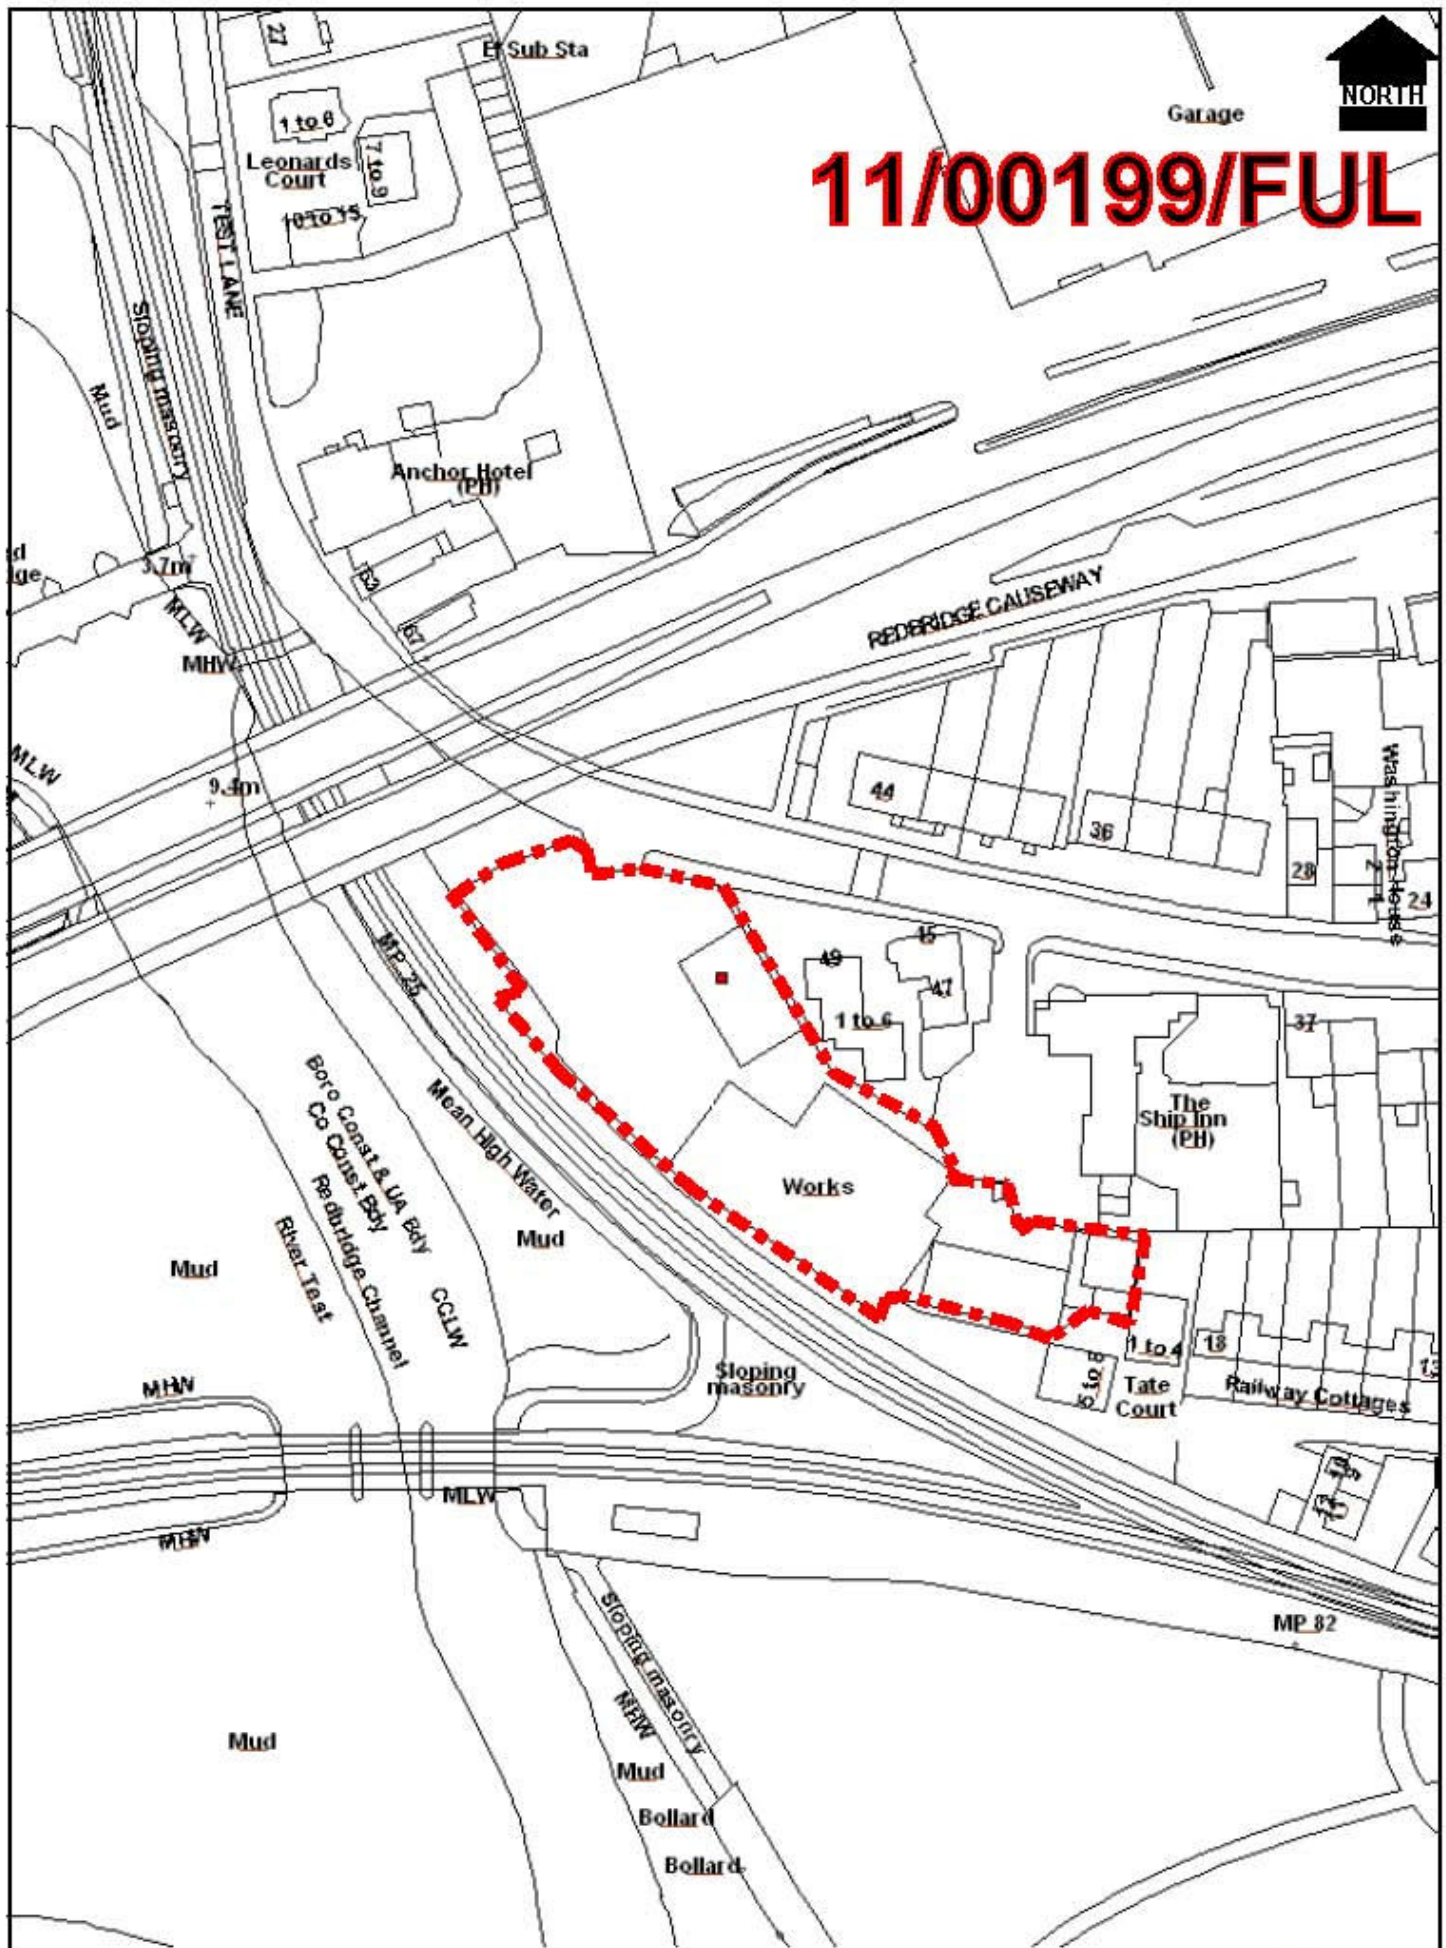 27
El Sub Sta
NORTH
Garage
11/00199/FUL
1 to 6
Leonards
Court
7 to 9
10 to 15
TEST LANE
Sloping masonry
Mud
Anchor Hotel
(PH)
3.7m
63
67
MLW
MHW
REDBRIDGE CAUSEWAY
MLW
9.4m
44
36
28
Washington House
24
MP 25
49
45
47
1 to 6
37
The
Ship Inn
(PH)
Works
Boro Const & UA Bdy
Co Const Bdy
Redbridge Channel
River Test
CCLW
Mean High Water
Mud
Mud
MHW
Sloping
masonry
1 to 4
18
13
5 to 8
Tate
Court
Railway Cottages
MLW
MHW
Sloping masonry
MHW
MP 82
Mud
Mud
Bollard
Bollard